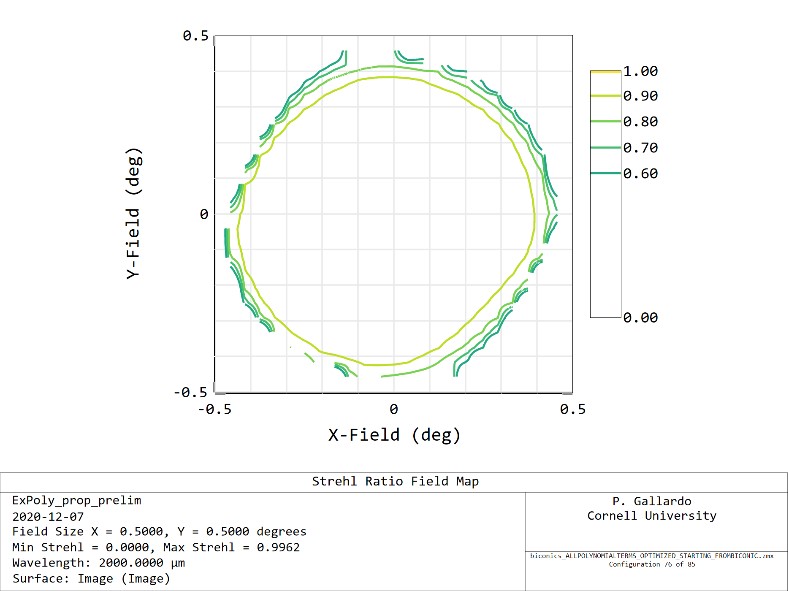 0.5
0
-0.5
Y-Field (deg)
-0.5 0 0.5
X-Field (deg)
1.00
0.90
0.80
0.70
0.60
0.00
Strehl Ratio Field Map
ExPoly_prop_prelim
2020-12-07
Field Size X = 0.5000, Y = 0.5000 degrees
Min Strehl = 0.0000, Max Strehl = 0.9962
Wavelength: 2000.0000 µm
Surface: Image (Image)
P. Gallardo
Cornell University
biconics_ALLPOLYNOMIALTERMS_OPTIMIZED_STARTING_FROMBICONIC.zmx
Configuration 76 of 85